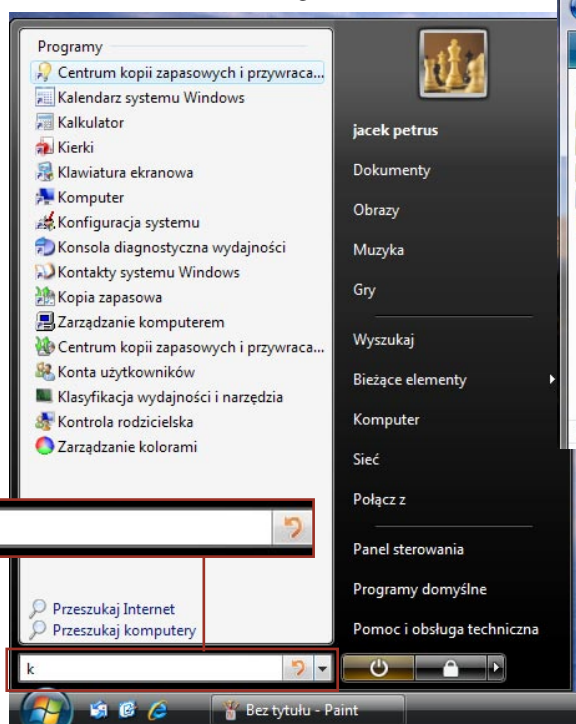 Programy
Centrum kopii zapasowych i przywraca...
Kalendarz systemu Windows
Kalkulator
Kierki
Klawiatura ekranowa
Komputer
Konfiguracja systemu
Konsola diagnostyczna wydajności
Kontakty systemu Windows
Kopia zapasowa
Zarządzanie komputerem
Centrum kopii zapasowych i przywraca...
Konta użytkowników
Klasyfikacja wydajności i narzędzia
Kontrola rodzicielska
Zarządzanie kolorami
Przeszukaj Internet
Przeszukaj komputery
k
jacek petrus
Dokumenty
Obrazy
Muzyka
Gry
Wyszukaj
Bieżące elementy
Komputer
Sieć
Połącz z
Panel sterowania
Programy domyślne
Pomoc i obsługa techniczna
Bez tytułu - Paint